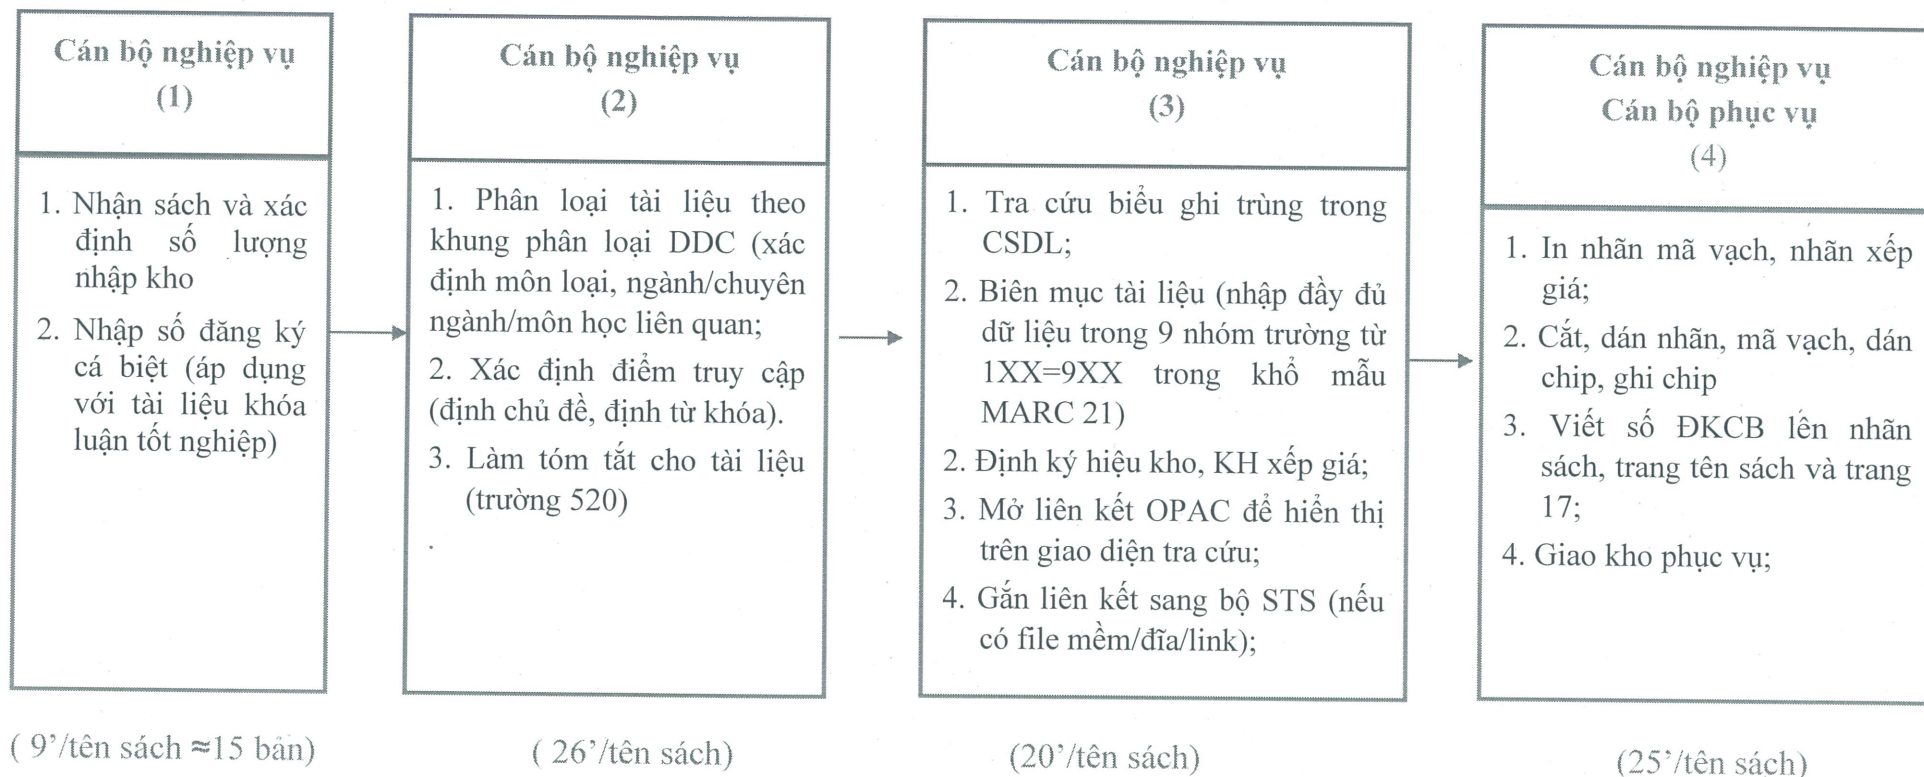 Cán bộ nghiệp vụ
(1)
1. Nhận sách và xác
định số lượng
nhập kho
2. Nhập số đăng ký
cá biệt (áp dụng
với tài liệu khóa
luận tốt nghiệp)
( 9’/tên sách ≈15 bản)
Cán bộ nghiệp vụ
(2)
1. Phân loại tài liệu theo
khung phân loại DDC (xác
định môn loại, ngành/chuyên
ngành/môn học liên quan;
2. Xác định điểm truy cập
(định chủ đề, định từ khóa).
3. Làm tóm tắt cho tài liệu
(trường 520)
( 26’/tên sách)
Cán bộ nghiệp vụ
(3)
1. Tra cứu biểu ghi trùng trong
CSDL;
2. Biên mục tài liệu (nhập đầy đủ
dữ liệu trong 9 nhóm trường từ
1XX=9XX trong khổ mẫu
MARC 21)
2. Định ký hiệu kho, KH xếp giá;
3. Mở liên kết OPAC để hiển thị
trên giao diện tra cứu;
4. Gắn liên kết sang bộ STS (nếu
có file mềm/đĩa/link);
(20’/tên sách)
Cán bộ nghiệp vụ
Cán bộ phục vụ
(4)
1. In nhãn mã vạch, nhãn xếp
giá;
2. Cắt, dán nhãn, mã vạch, dán
chip, ghi chip
3. Viết số ĐKCB lên nhãn
sách, trang tên sách và trang
17;
4. Giao kho phục vụ;
(25’/tên sách)